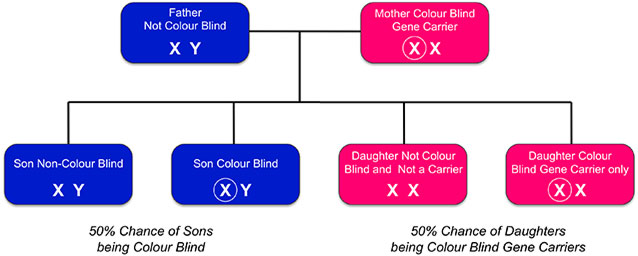 Father
Not Colour Blind
X Y
Mother Colour Blind
Gene Carrier
X X
Son Non-Colour Blind
X Y
Son Colour Blind
X Y
Daughter Not Colour
Blind and Not a Carrier
X X
Daughter Colour
Blind Gene Carrier only
X X
50% Chance of Sons
being Colour Blind
50% Chance of Daughters
being Colour Blind Gene Carriers